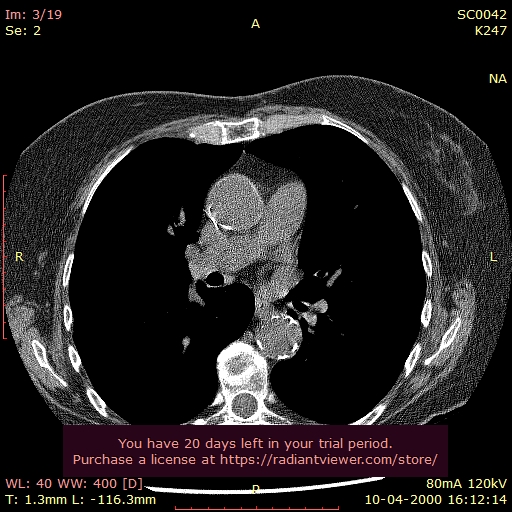 Im: 3/19
Se: 2
A
SC0042
K247
NA
R
L
You have 20 days left in your trial period.
Purchase a license at https://radiantviewer.com/store/
WL: 40 WW: 400 [D]
T: 1.3mm L: -116.3mm
P
80mA 120kV
10-04-2000 16:12:14